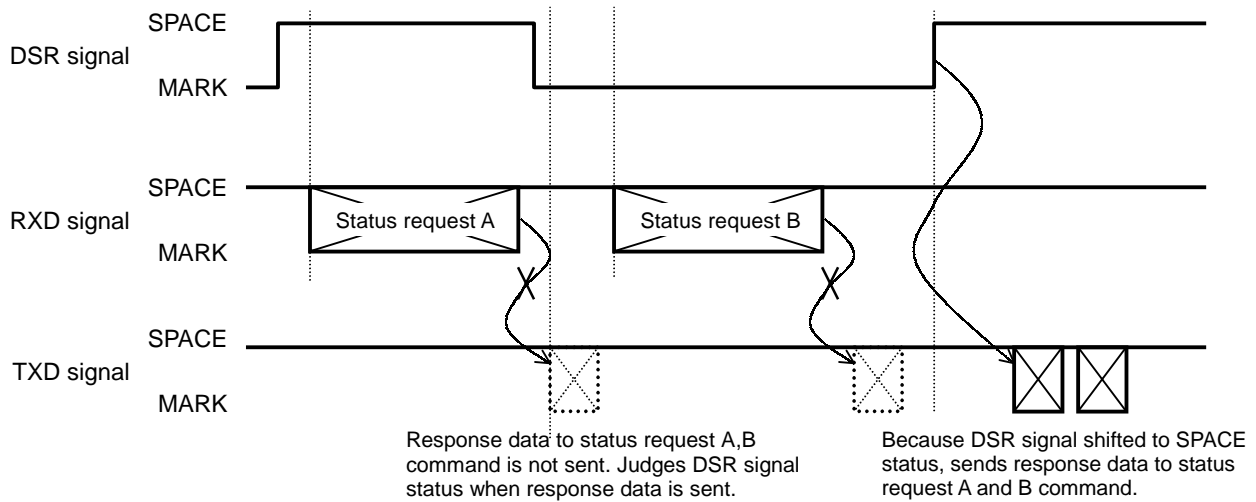 SPACE
DSR signal
MARK
SPACE
RXD signal
Status request A
Status request B
MARK
SPACE
TXD signal
MARK
Response data to status request A,B
command is not sent. Judges DSR signal
status when response data is sent.
Because DSR signal shifted to SPACE
status, sends response data to status
request A and B command.